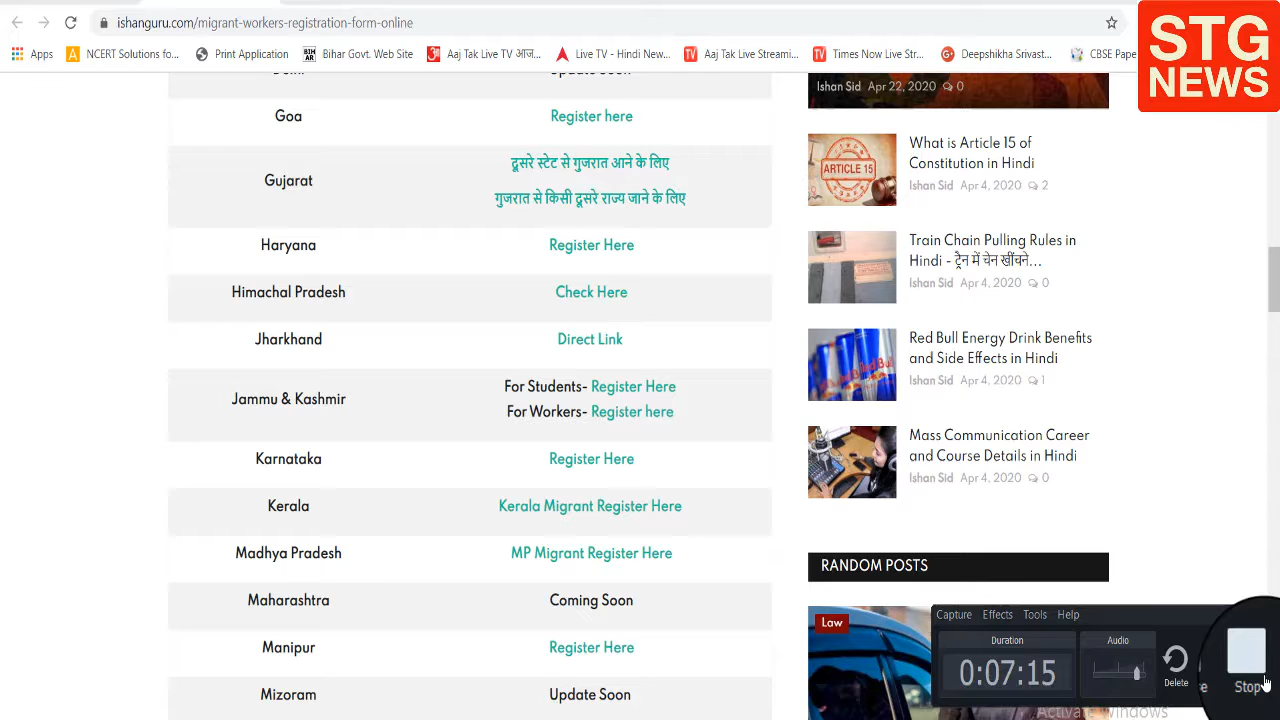 ishanguru.com/migrant-workers-registration-form-online
Apps
NCERT Solutions fo...
Print Application
Bihar Govt. Web Site
Aaj Tak Live TV आज...
Live TV - Hindi New...
Aaj Tak Live Streami...
Times Now Live Str...
Deepshikha Srivast...
CBSE Pape
STG
NEWS
Update Soon
Goa
Register here
Gujarat
दूसरे स्टेट से गुजरात आने के लिए
गुजरात से किसी दूसरे राज्य जाने के लिए
Haryana
Register Here
Himachal Pradesh
Check Here
Jharkhand
Direct Link
Jammu & Kashmir
For Students- Register Here
For Workers- Register here
Karnataka
Register Here
Kerala
Kerala Migrant Register Here
Madhya Pradesh
MP Migrant Register Here
Maharashtra
Coming Soon
Manipur
Register Here
Mizoram
Update Soon
Ishan Sid Apr 22, 2020 0
ARTICLE 15
What is Article 15 of
Constitution in Hindi
Ishan Sid Apr 4, 2020 2
Train Chain Pulling Rules in
Hindi - ट्रैन में चेन खींचने...
Ishan Sid Apr 4, 2020 0
Red Bull Energy Drink Benefits
and Side Effects in Hindi
Ishan Sid Apr 4, 2020 1
Mass Communication Career
and Course Details in Hindi
Ishan Sid Apr 4, 2020 0
RANDOM POSTS
Law
Capture Effects Tools Help
Duration
0:07:15
Audio
Delete
Stop
Activate Windows